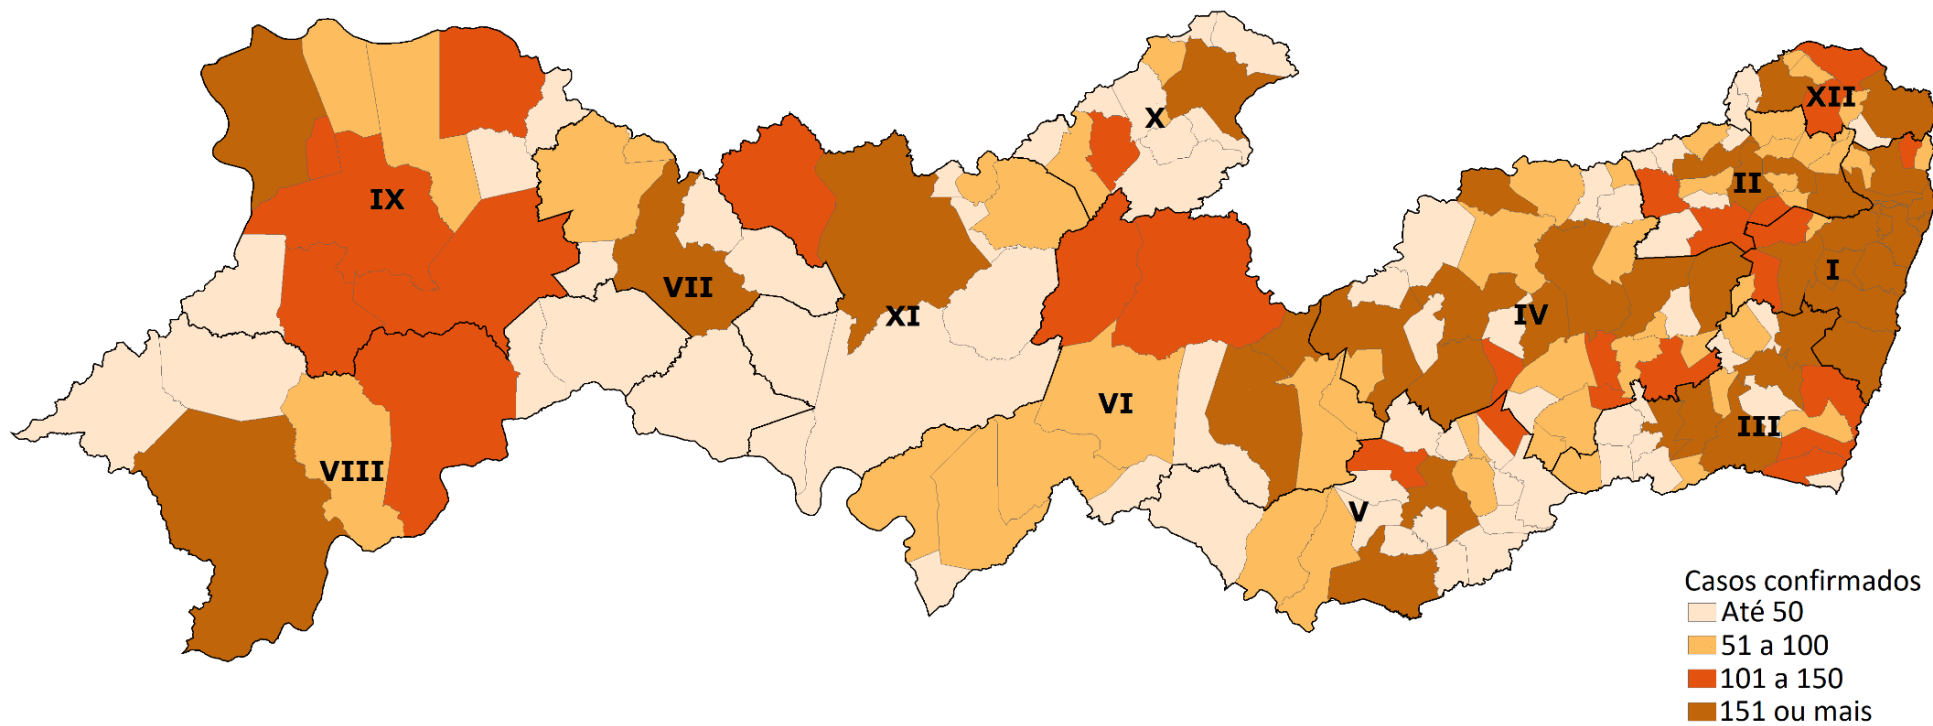 XII
X
II
IX
I
VII
XI
IV
VI
III
VIII
V
Casos confirmados
Até 50
51 a 100
101 a 150
151 ou mais